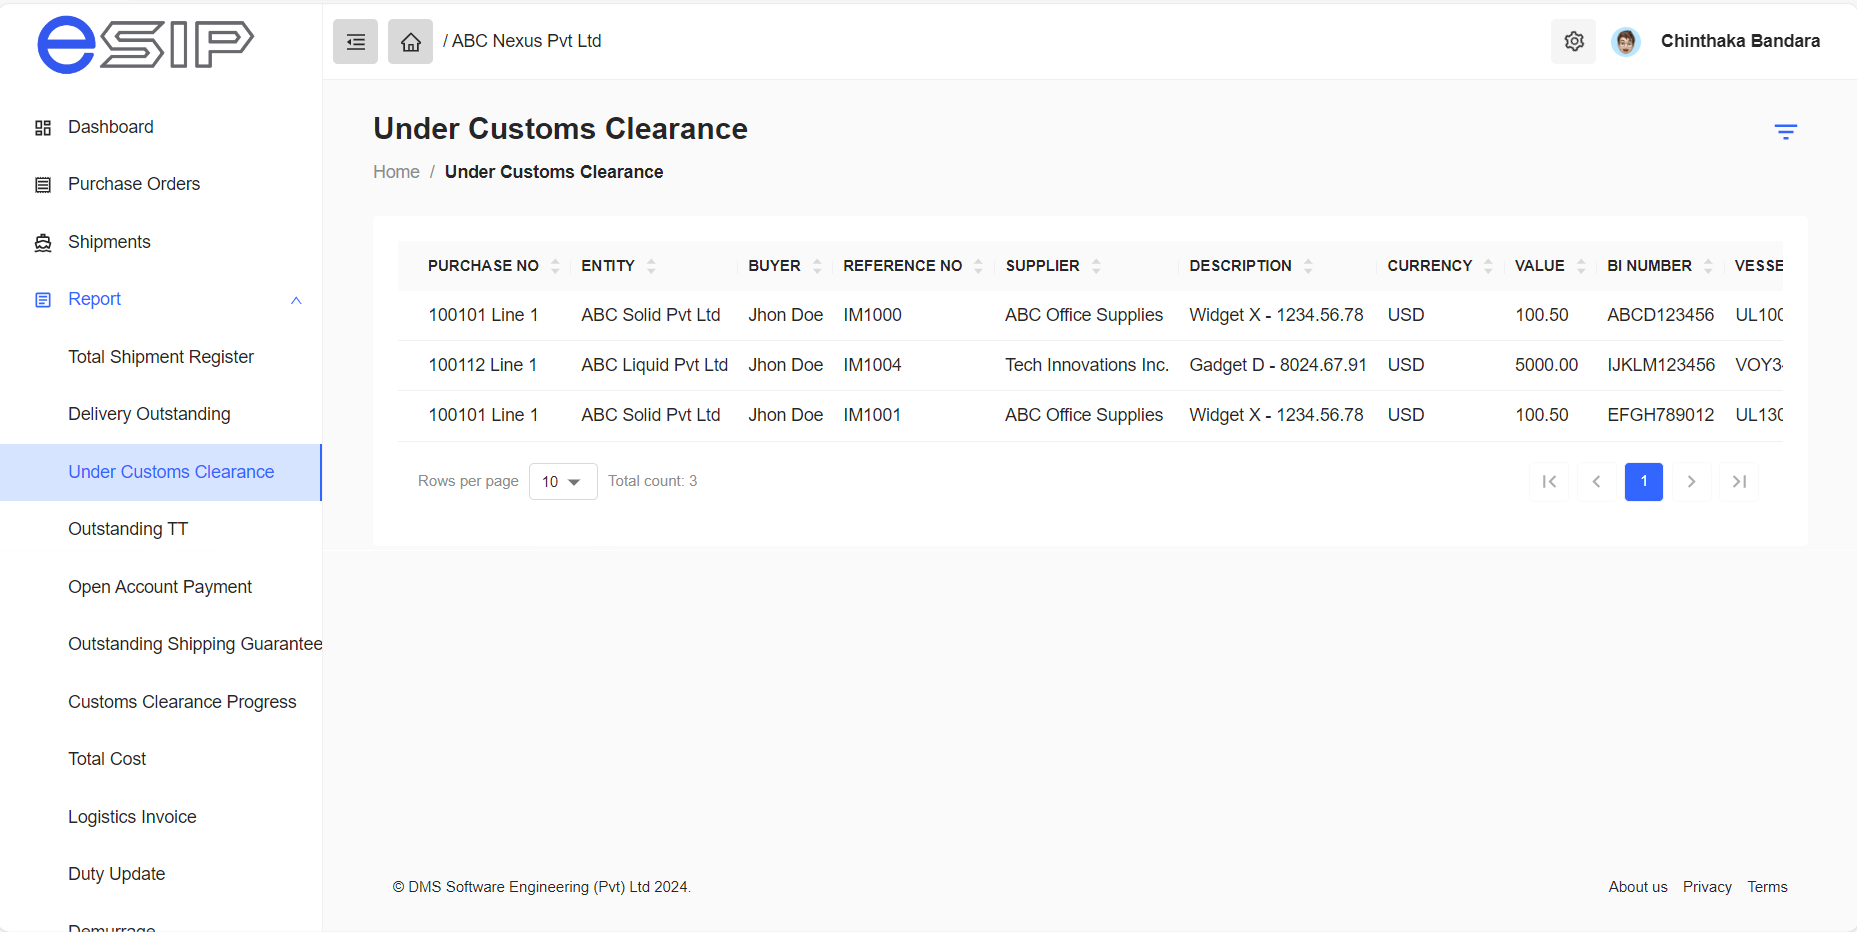 eSIP
/ ABC Nexus Pvt Ltd
Chinthaka Bandara
Dashboard
Purchase Orders
Shipments
Report
Total Shipment Register
Delivery Outstanding
Under Customs Clearance
Outstanding TT
Open Account Payment
Outstanding Shipping Guarantee
Customs Clearance Progress
Total Cost
Logistics Invoice
Duty Update
Demurrage
Under Customs Clearance
Home / Under Customs Clearance
PURCHASE NO ENTITY BUYER REFERENCE NO SUPPLIER DESCRIPTION CURRENCY VALUE BI NUMBER VESSE
100101 Line 1 ABC Solid Pvt Ltd Jhon Doe IM1000 ABC Office Supplies Widget X - 1234.56.78 USD 100.50 ABCD123456 UL100
100112 Line 1 ABC Liquid Pvt Ltd Jhon Doe IM1004 Tech Innovations Inc. Gadget D - 8024.67.91 USD 5000.00 IJKLM123456 VOY3
100101 Line 1 ABC Solid Pvt Ltd Jhon Doe IM1001 ABC Office Supplies Widget X - 1234.56.78 USD 100.50 EFGH789012 UL130
Rows per page 10 Total count: 3 1
© DMS Software Engineering (Pvt) Ltd 2024. About us Privacy Terms